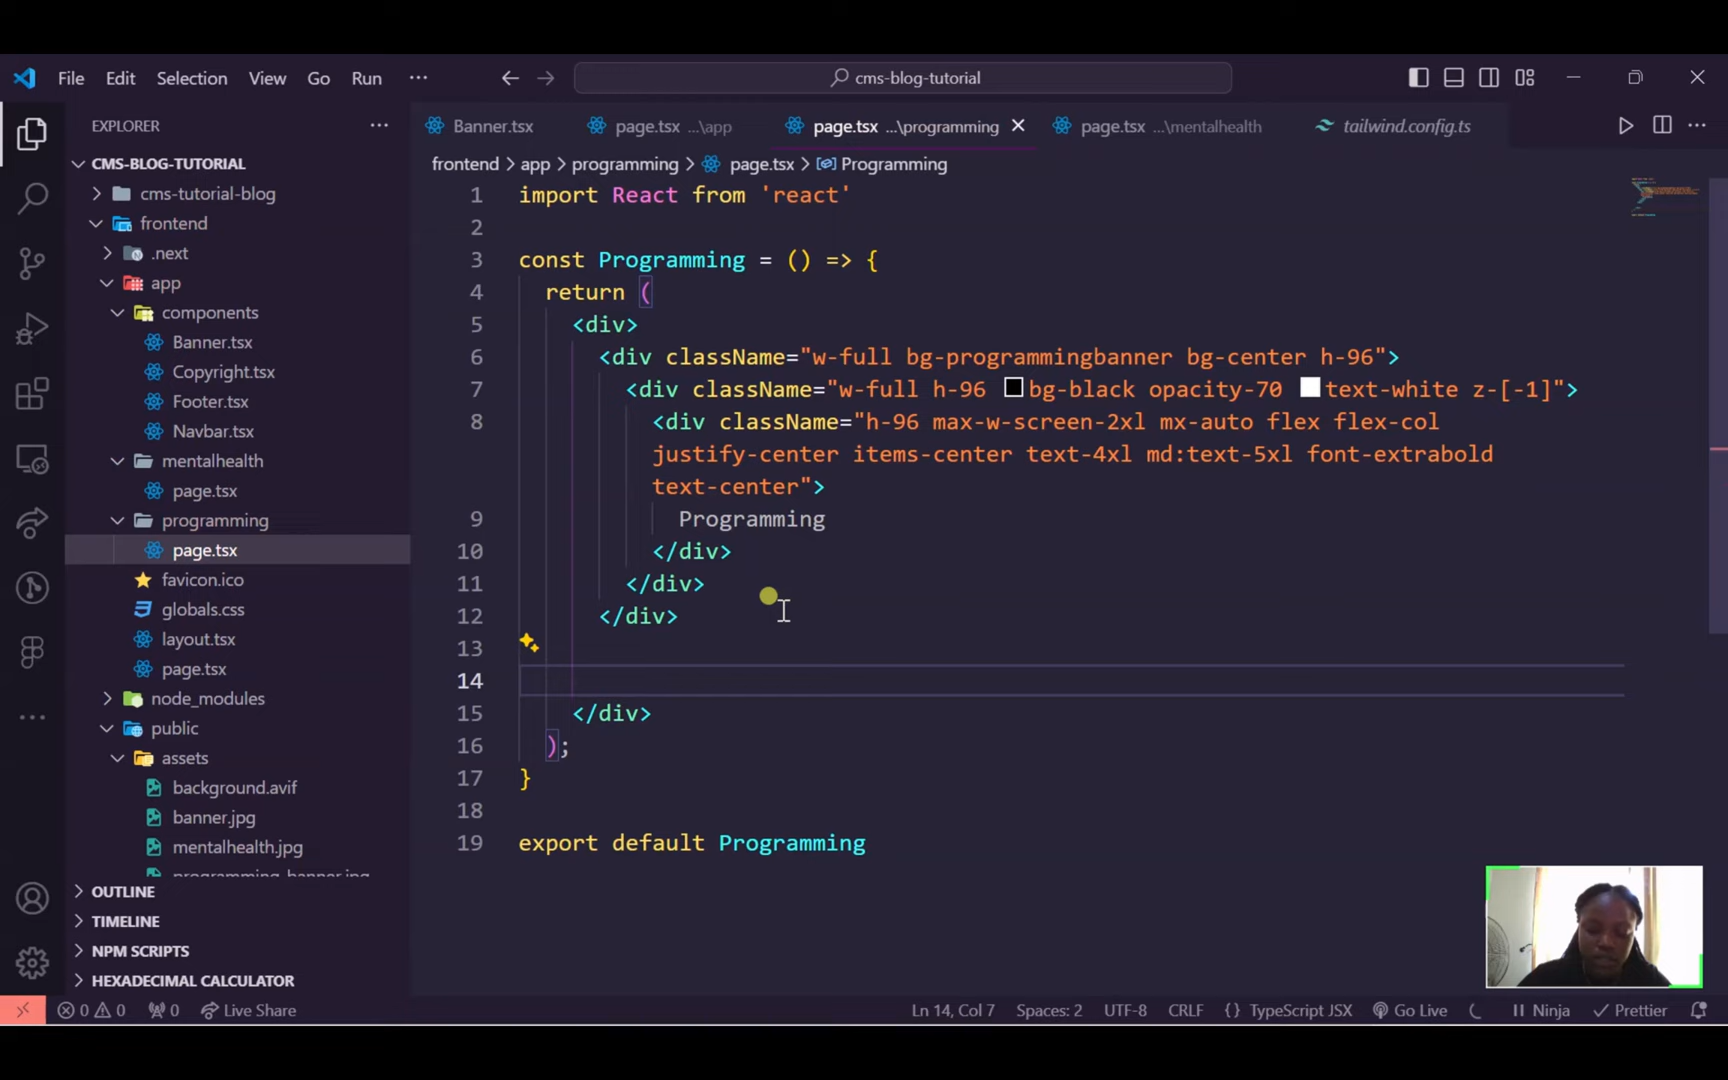 File Edit Selection View Go Run ··· cms-blog-tutorial
EXPLORER
CMS-BLOG-TUTORIAL
cms-tutorial-blog
frontend
.next
app
components
Banner.tsx
Copyright.tsx
Footer.tsx
Navbar.tsx
mentalhealth
page.tsx
programming
page.tsx
favicon.ico
globals.css
layout.tsx
page.tsx
node_modules
public
assets
background.avif
banner.jpg
mentalhealth.jpg
programming-banner.jpg
OUTLINE
TIMELINE
NPM SCRIPTS
HEXADECIMAL CALCULATOR
Banner.tsx page.tsx ...\app page.tsx ...\programming page.tsx ...\mentalhealth tailwind.config.ts
frontend > app > programming > page.tsx > Programming
1 import React from 'react'
2
3 const Programming = () => {
4 return (
5 <div>
6 <div className="w-full bg-programmingbanner bg-center h-96">
7 <div className="w-full h-96 bg-black opacity-70 text-white z-[-1]">
8 <div className="h-96 max-w-screen-2xl mx-auto flex flex-col
justify-center items-center text-4xl md:text-5xl font-extrabold
text-center">
9 Programming
10 </div>
11 </div>
12 </div>
13
14
15 </div>
16 );
17 }
18
19 export default Programming
0 0 0 Live Share Ln 14, Col 7 Spaces: 2 UTF-8 CRLF {} TypeScript JSX Go Live Ninja Prettier